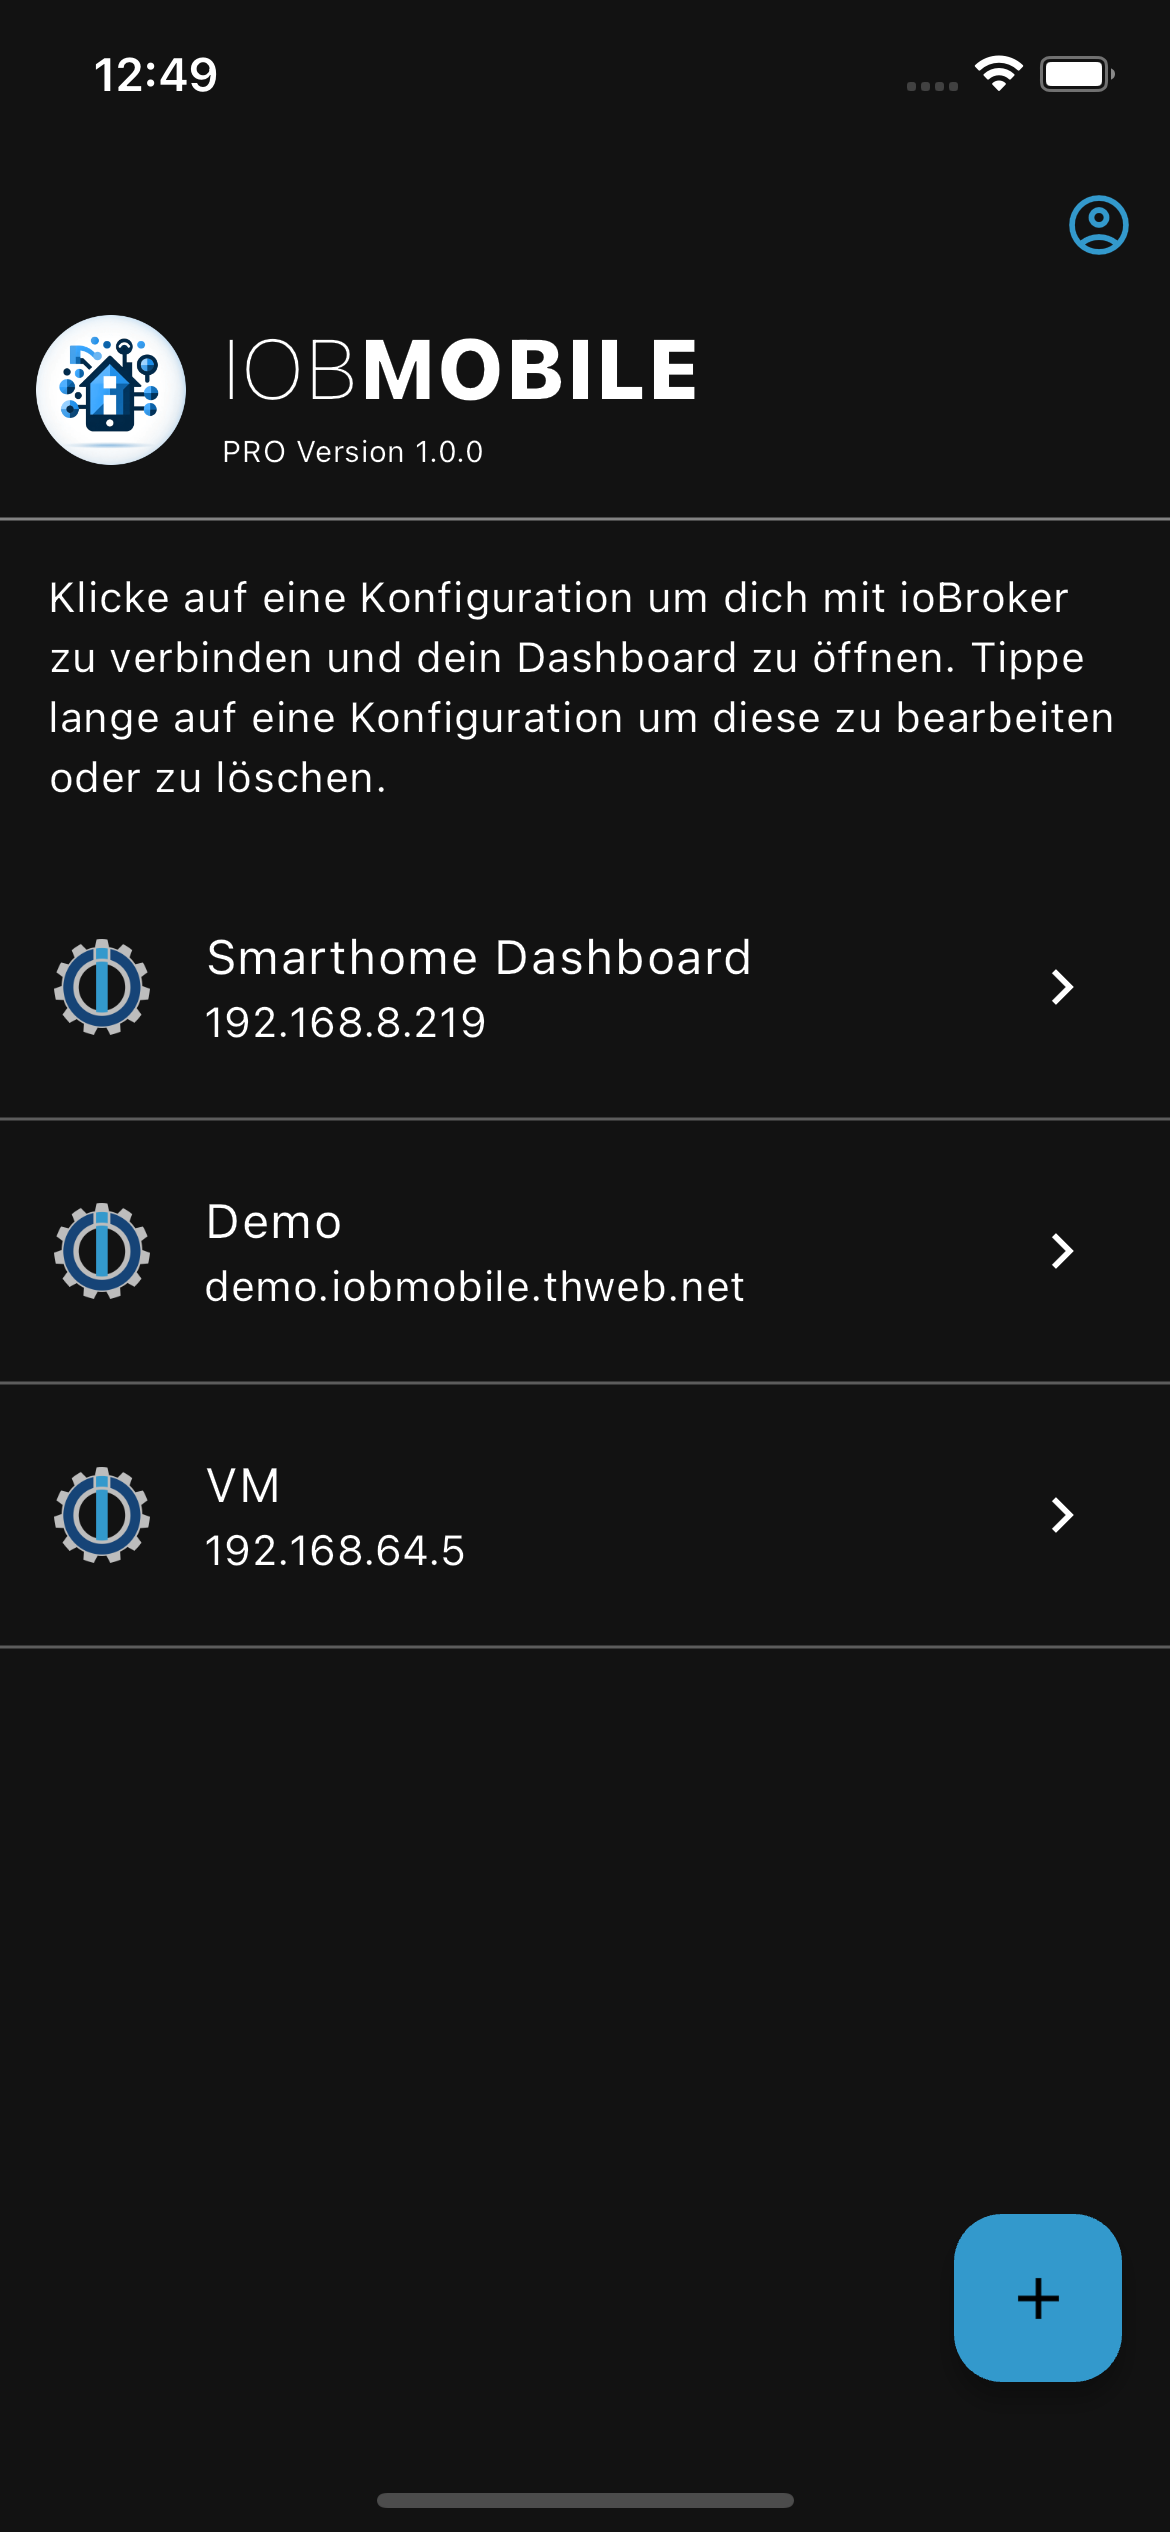 12:49
IOBMOBILE
PRO Version 1.0.0
Klicke auf eine Konfiguration um dich mit ioBroker
zu verbinden und dein Dashboard zu öffnen. Tippe
lange auf eine Konfiguration um diese zu bearbeiten
oder zu löschen.
Smarthome Dashboard
192.168.8.219
Demo
demo.iobmobile.thweb.net
VM
192.168.64.5